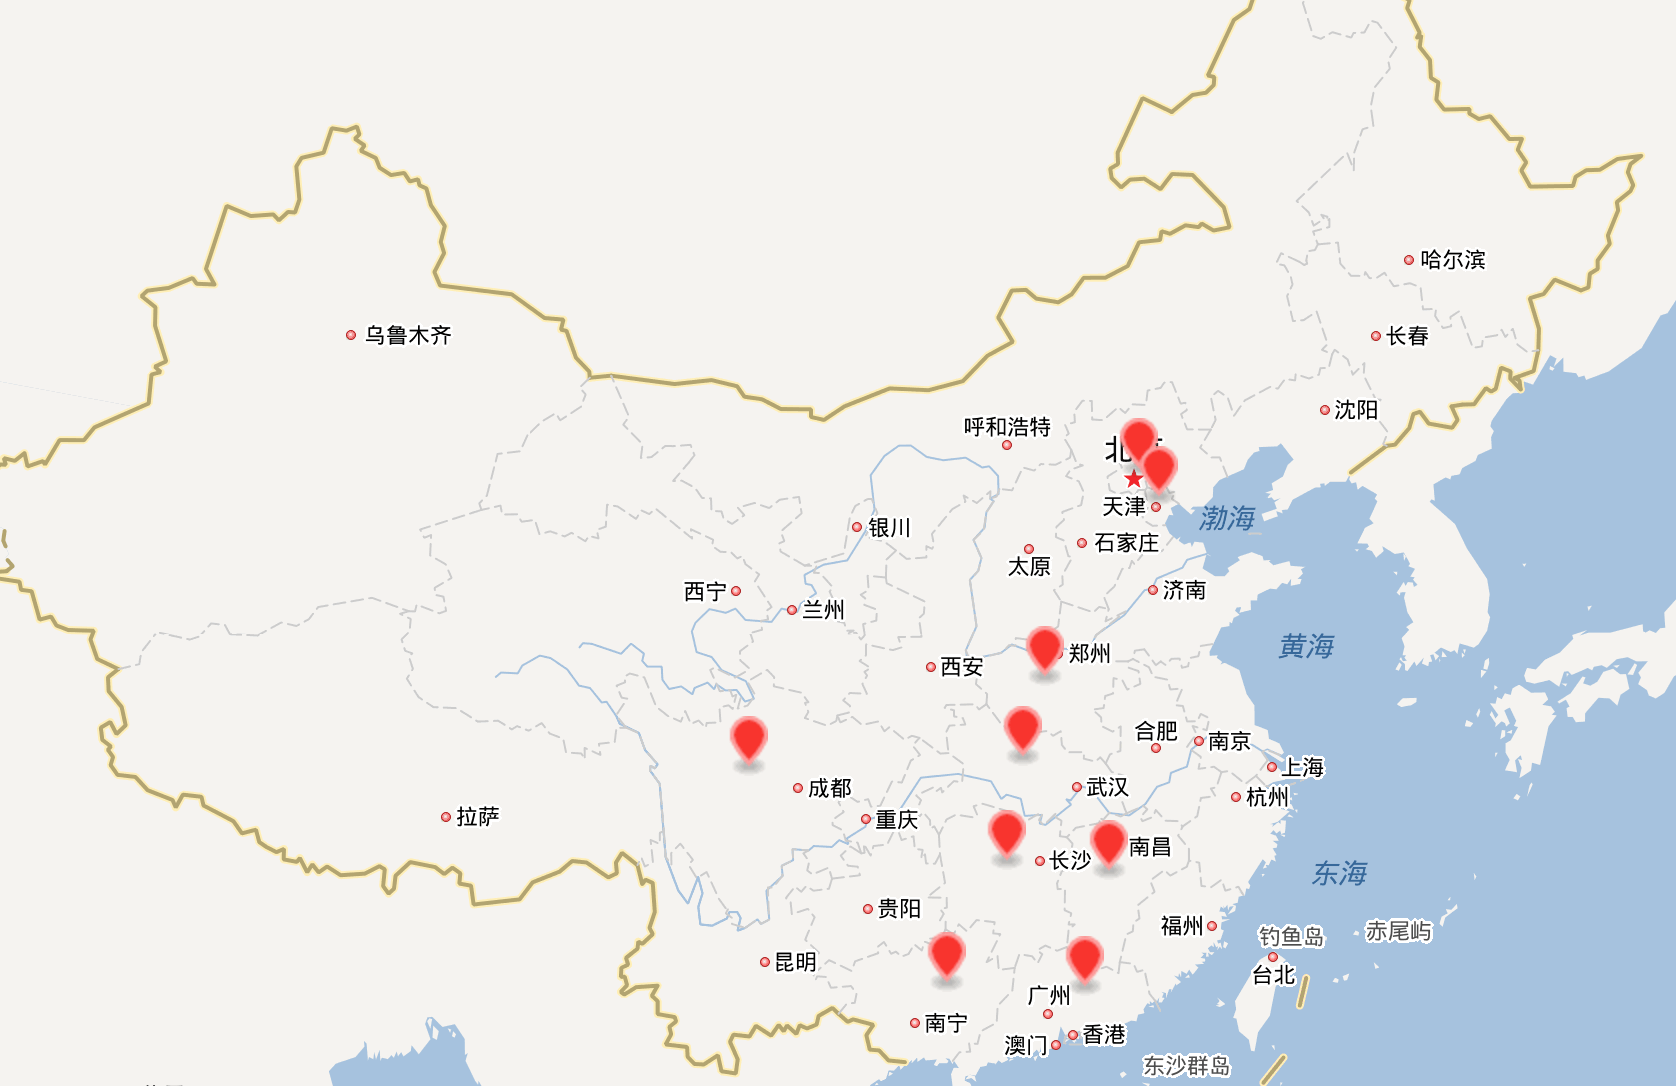 哈尔滨
乌鲁木齐
长春
沈阳
呼和浩特
北
天津
渤海
银川
石家庄
太原
西宁
济南
兰州
黄海
郑州
西安
合肥
南京
上海
成都
武汉
杭州
拉萨
重庆
南昌
长沙
东海
贵阳
福州
赤尾屿
钓鱼岛
昆明
台北
广州
南宁
香港
澳门
东沙群岛